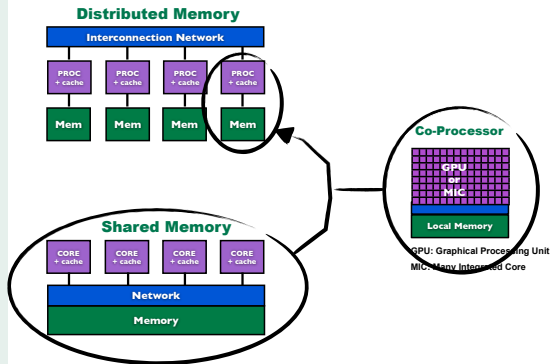 Distributed Memory
Interconnection Network
PROC
+ cache
PROC
+ cache
PROC
+ cache
PROC
+ cache
Mem
Mem
Mem
Mem
Co-Processor
GPU
or
MIC
Local Memory
GPU: Graphical Processing Unit
MIC: Many Integrated Core
Shared Memory
CORE
+ cache
CORE
+ cache
CORE
+ cache
CORE
+ cache
Network
Memory